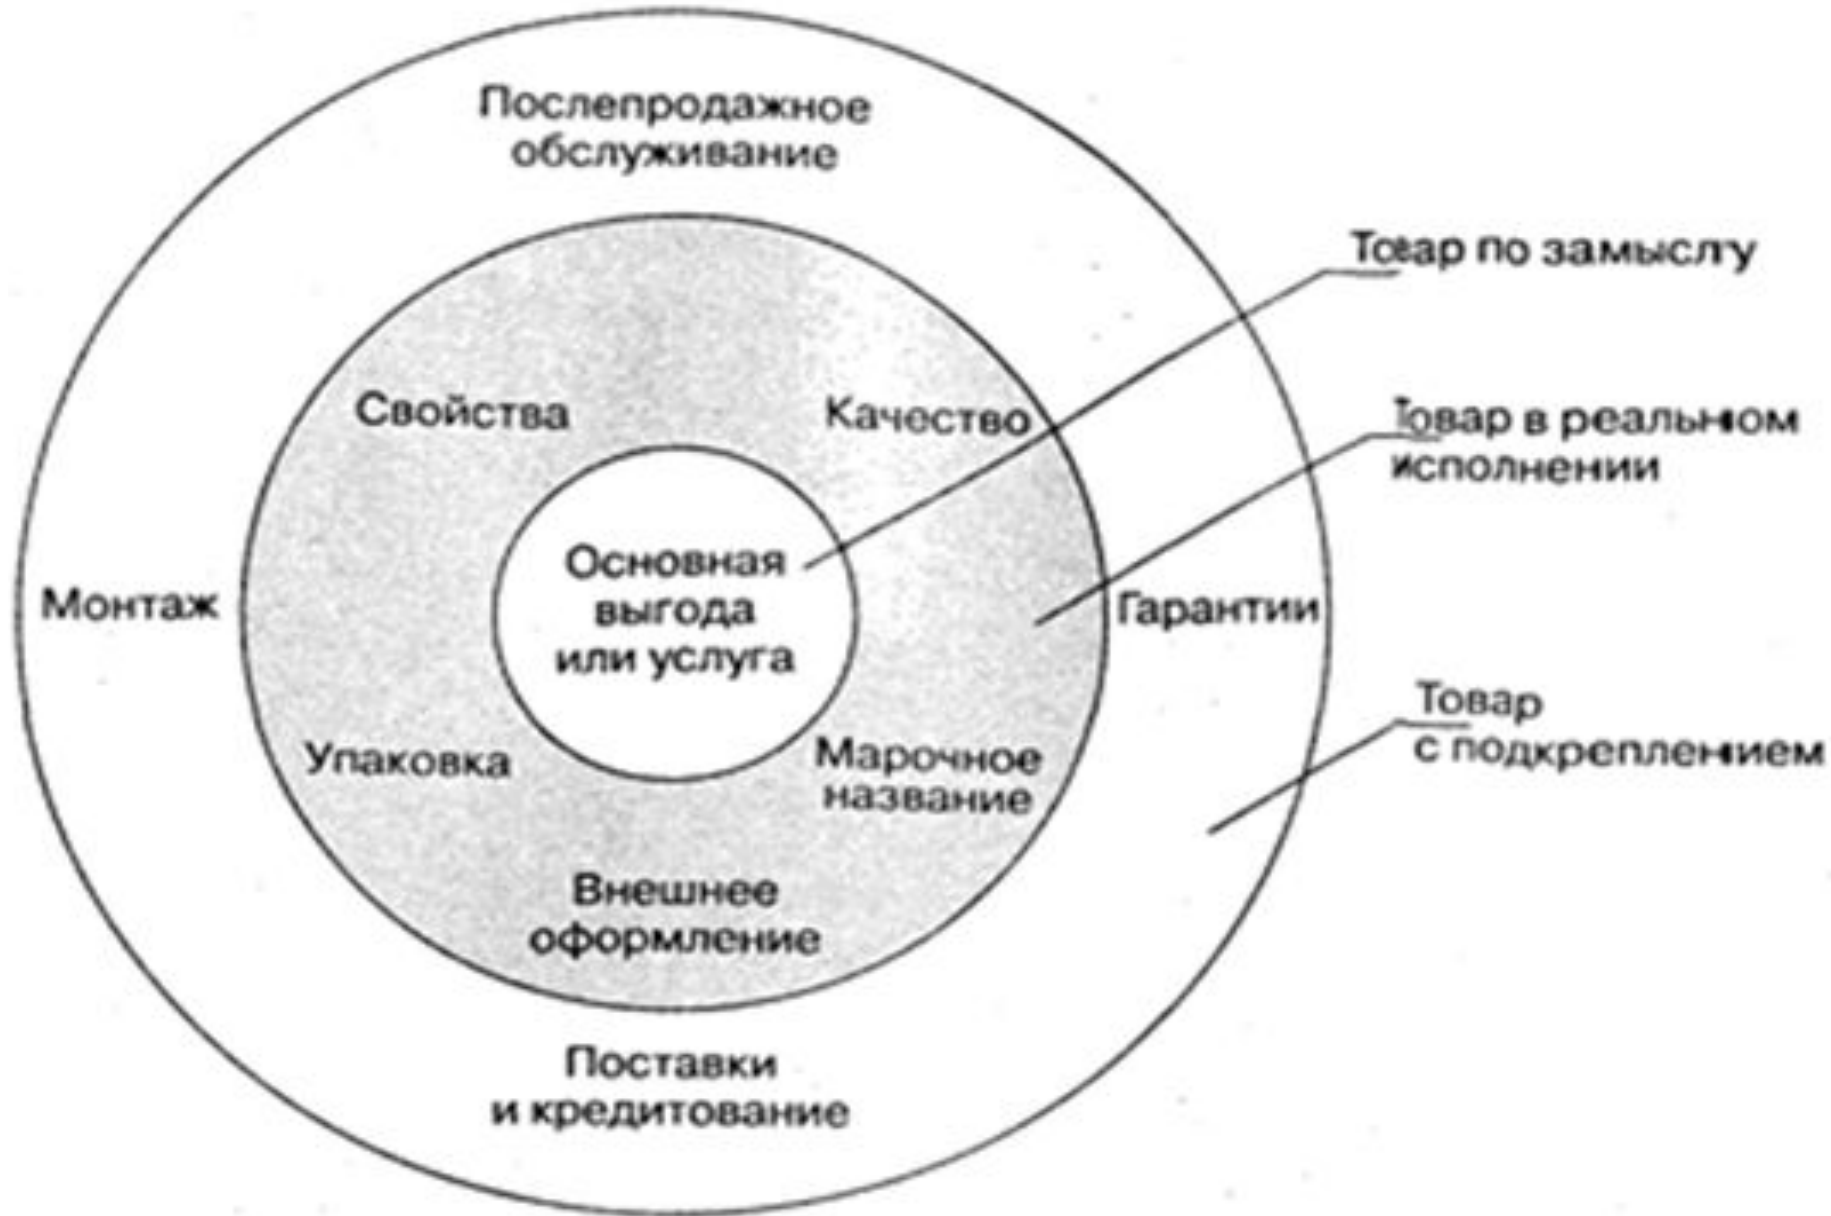 Послепродажное
обслуживание
Товар по замыслу
Свойства
Качество
Товар в реальном
исполнении
Основная
выгода
или услуга
Монтаж
Гарантии
Товар
с подкреплением
Упаковка
Марочное
название
Внешнее
оформление
Поставки
и кредитование